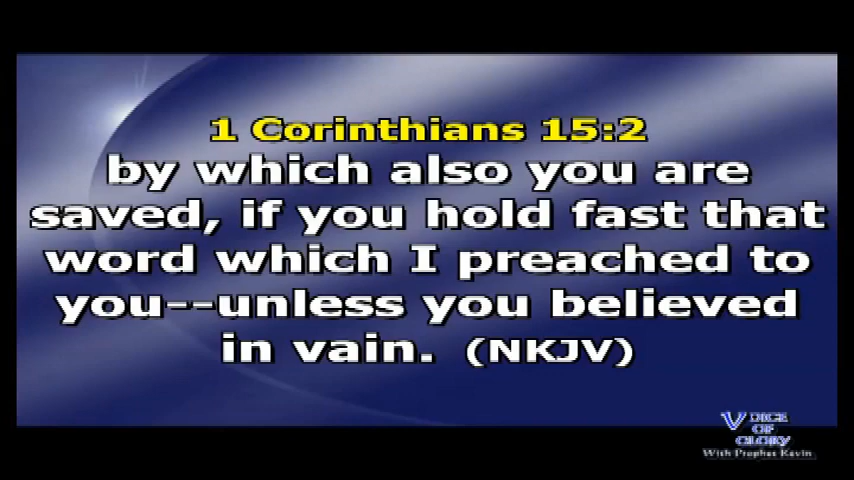 1 Corinthians 15:2
by which also you are
saved, if you hold fast that
word which I preached to
you--unless you believed
in vain. (NKJV)
VOICE
OF
GLORY
With Prophet Kevin